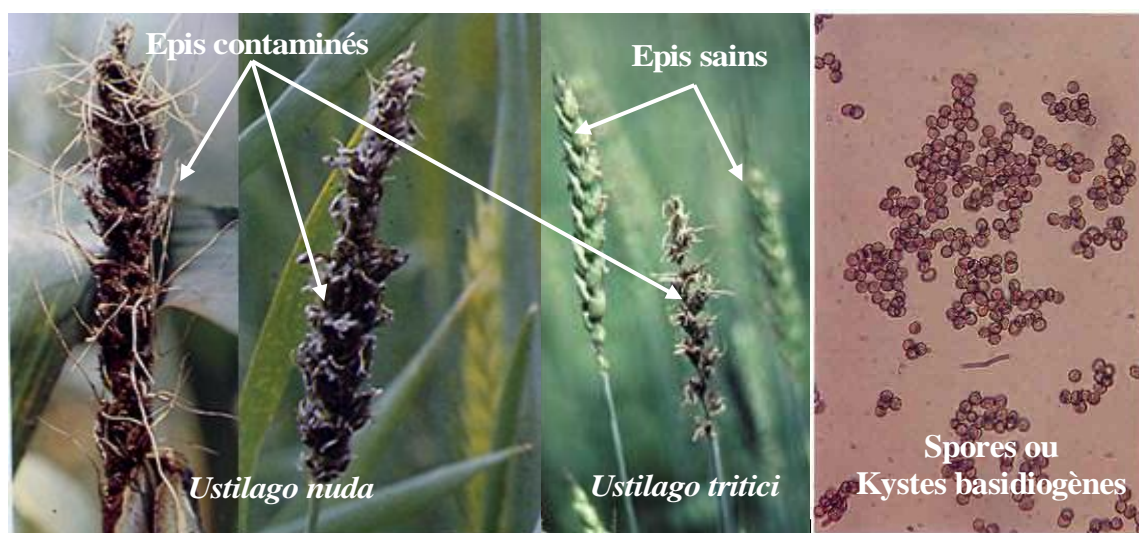 Epis contaminés
Epis sains
Ustilago nuda
Ustilago tritici
Spores ou
Kystes basidiogènes